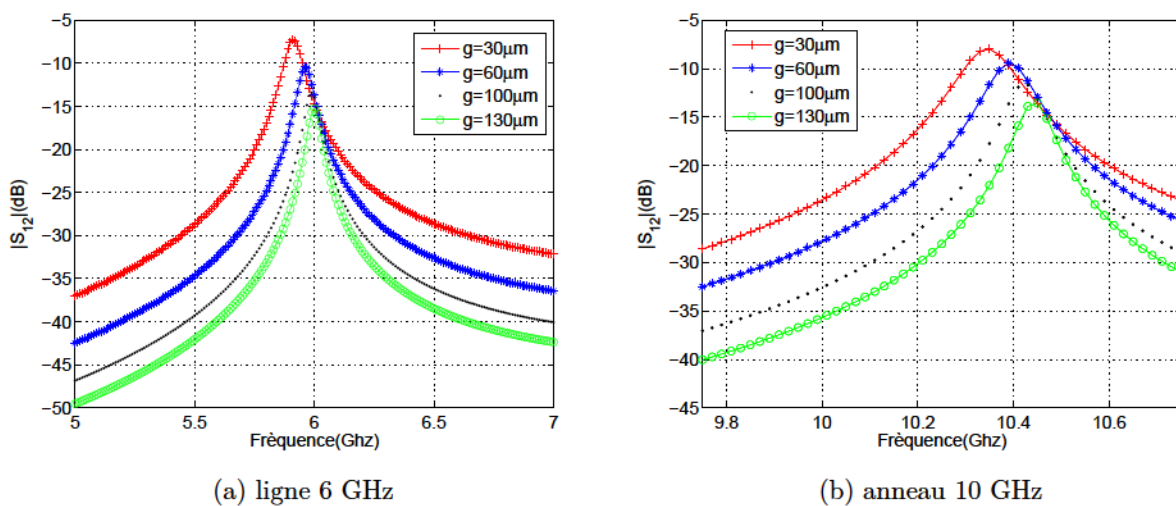 −5
−10
−15
−20
−25
−30
−35
−40
−45
−50
|S12|(dB)
g=30μm
g=60μm
g=100μm
g=130μm
5
5.5
6
6.5
7
Frèquence(Ghz)
(a) ligne 6 GHz
−5
−10
−15
−20
−25
−30
−35
−40
−45
|S12|(dB)
g=30μm
g=60μm
g=100μm
g=130μm
9.8
10
10.2
10.4
10.6
Frèquence(Ghz)
(b) anneau 10 GHz